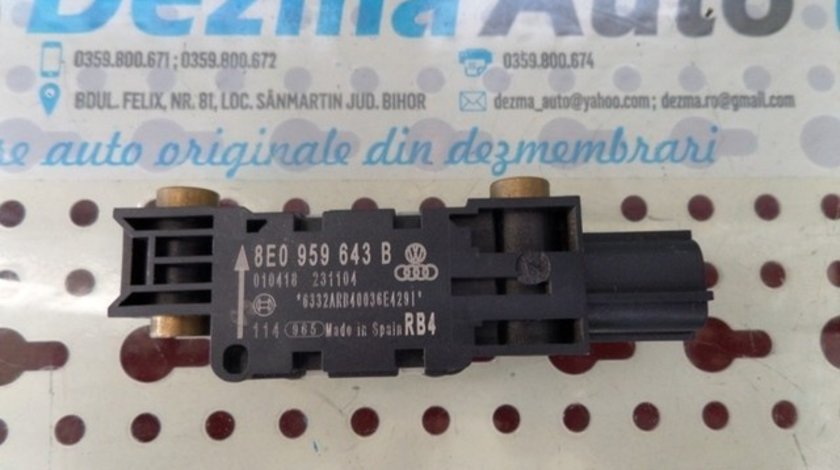 Dezma Auto
0359.800.671 ; 0359.800.672
0359.800.674
BDUL. FELIX, NR. 81, LOC. SÂNMARTIN JUD. BIHOR
dezma_auto@yahoo.com ; dezma.ro@gmail.com
se auto originale din dezmembrari
8E0 959 643 B
010418 231104
*6332ARB40036E4291*
114 965 Made in Spain RB4